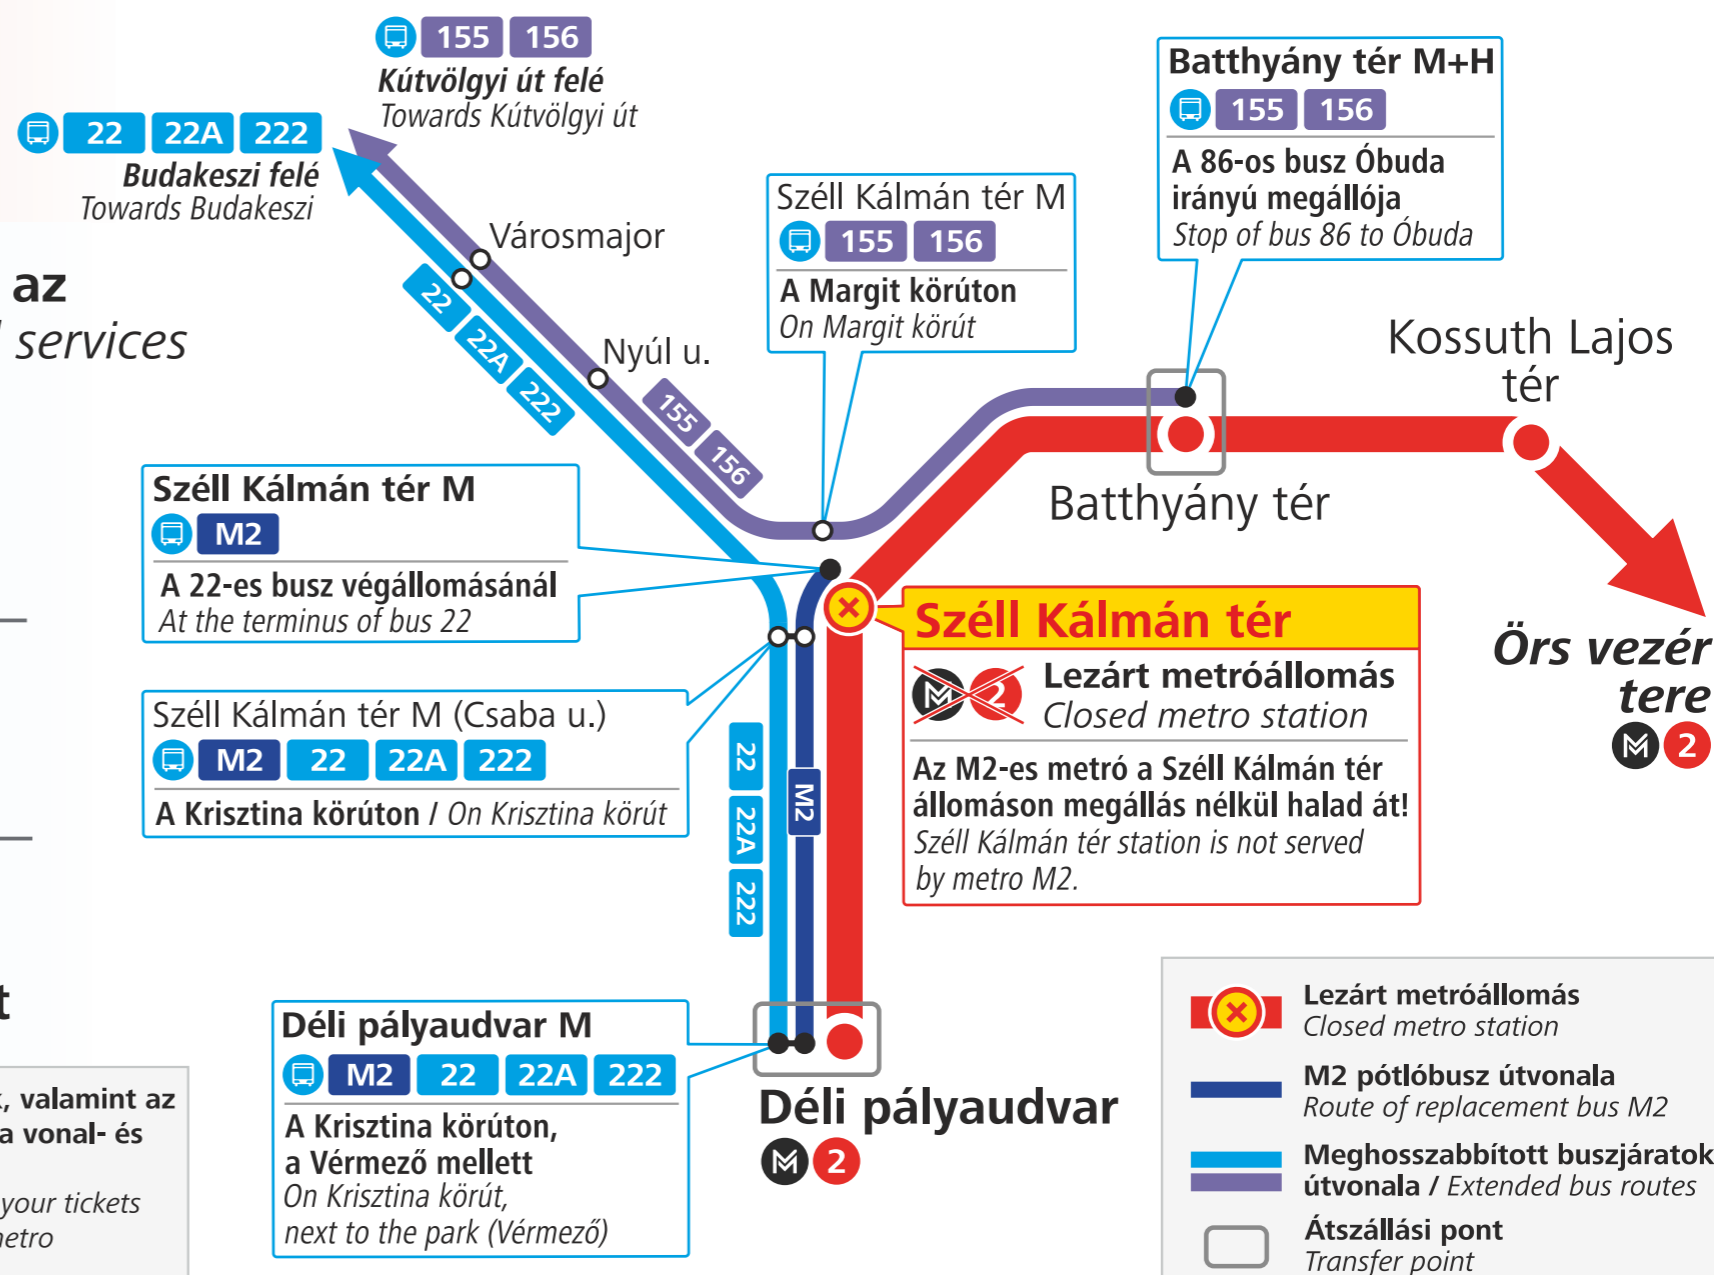 155 156
Kútvölgyi út felé
Towards Kútvölgyi út
22 22A 222
Budakeszi felé
Towards Budakeszi
az
services
Városmajor
Nyúl u.
22 22A 222
155 156
Széll Kálmán tér M
155 156
A Margit körúton
On Margit körút
Batthyány tér M+H
155 156
A 86-os busz Óbuda
irányú megállója
Stop of bus 86 to Óbuda
Kossuth Lajos
tér
Batthyány tér
Örs vezér
tere
M 2
Széll Kálmán tér M
M2
A 22-es busz végállomásánál
At the terminus of bus 22
Széll Kálmán tér M (Csaba u.)
M2 22 22A 222
A Krisztina körúton / On Krisztina körút
22 22A 222
M2
Széll Kálmán tér
M 2
Lezárt metróállomás
Closed metro station
Az M2-es metró a Széll Kálmán tér
állomáson megállás nélkül halad át!
Széll Kálmán tér station is not served
by metro M2.
Déli pályaudvar M
M2 22 22A 222
A Krisztina körúton,
a Vérmező mellett
On Krisztina körút,
next to the park (Vérmező)
Déli pályaudvar
M 2
valamint az
a vonal- és
your tickets
Lezárt metróállomás
Closed metro station
M2 pótlóbusz útvonala
Route of replacement bus M2
Meghosszabbított buszjáratok
útvonala / Extended bus routes
Átszállási pont
Transfer point